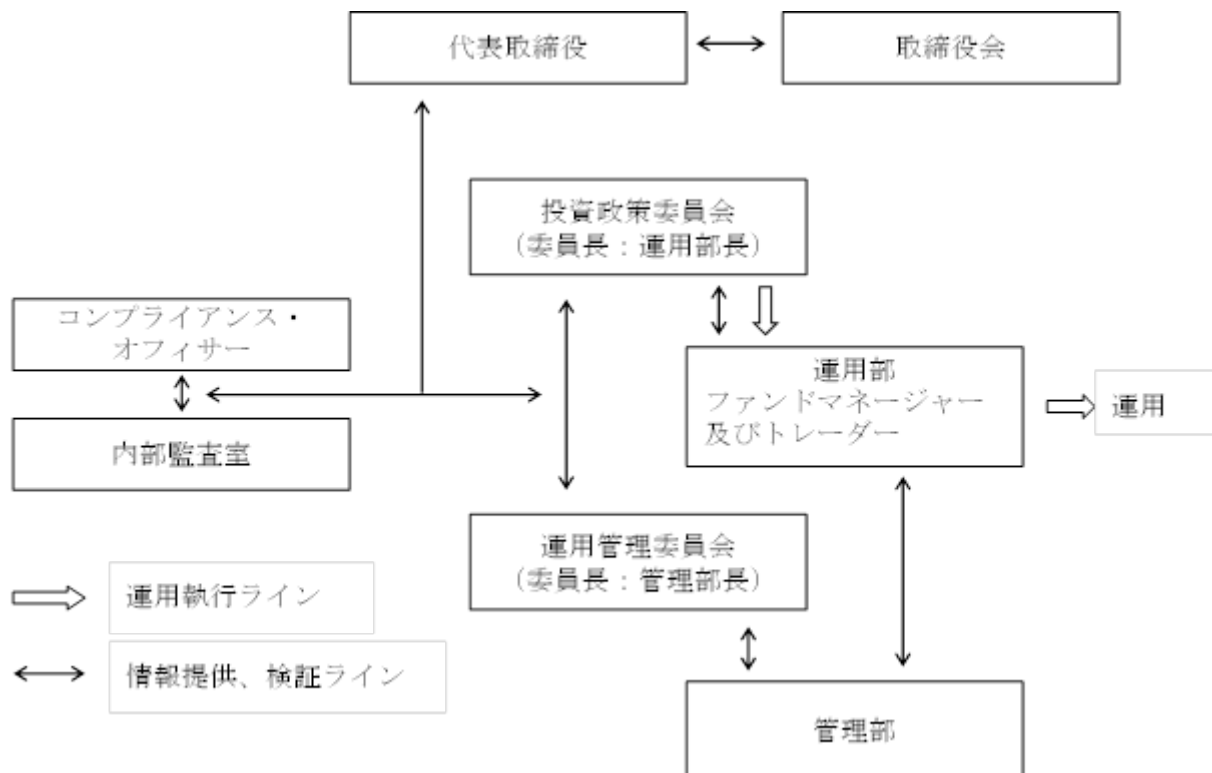 代表取締役
取締役会
投資政策委員会
（委員長：運用部長）
コンプライアンス・
オフィサー
運用部
ファンドマネージャー
及びトレーダー
運用
内部監査室
運用管理委員会
（委員長：管理部長）
運用執行ライン
情報提供、検証ライン
管理部